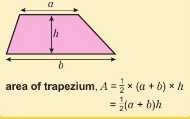 a
h
b
area of trapezium, A = ½ × (a + b) × h
= ½(a + b)h